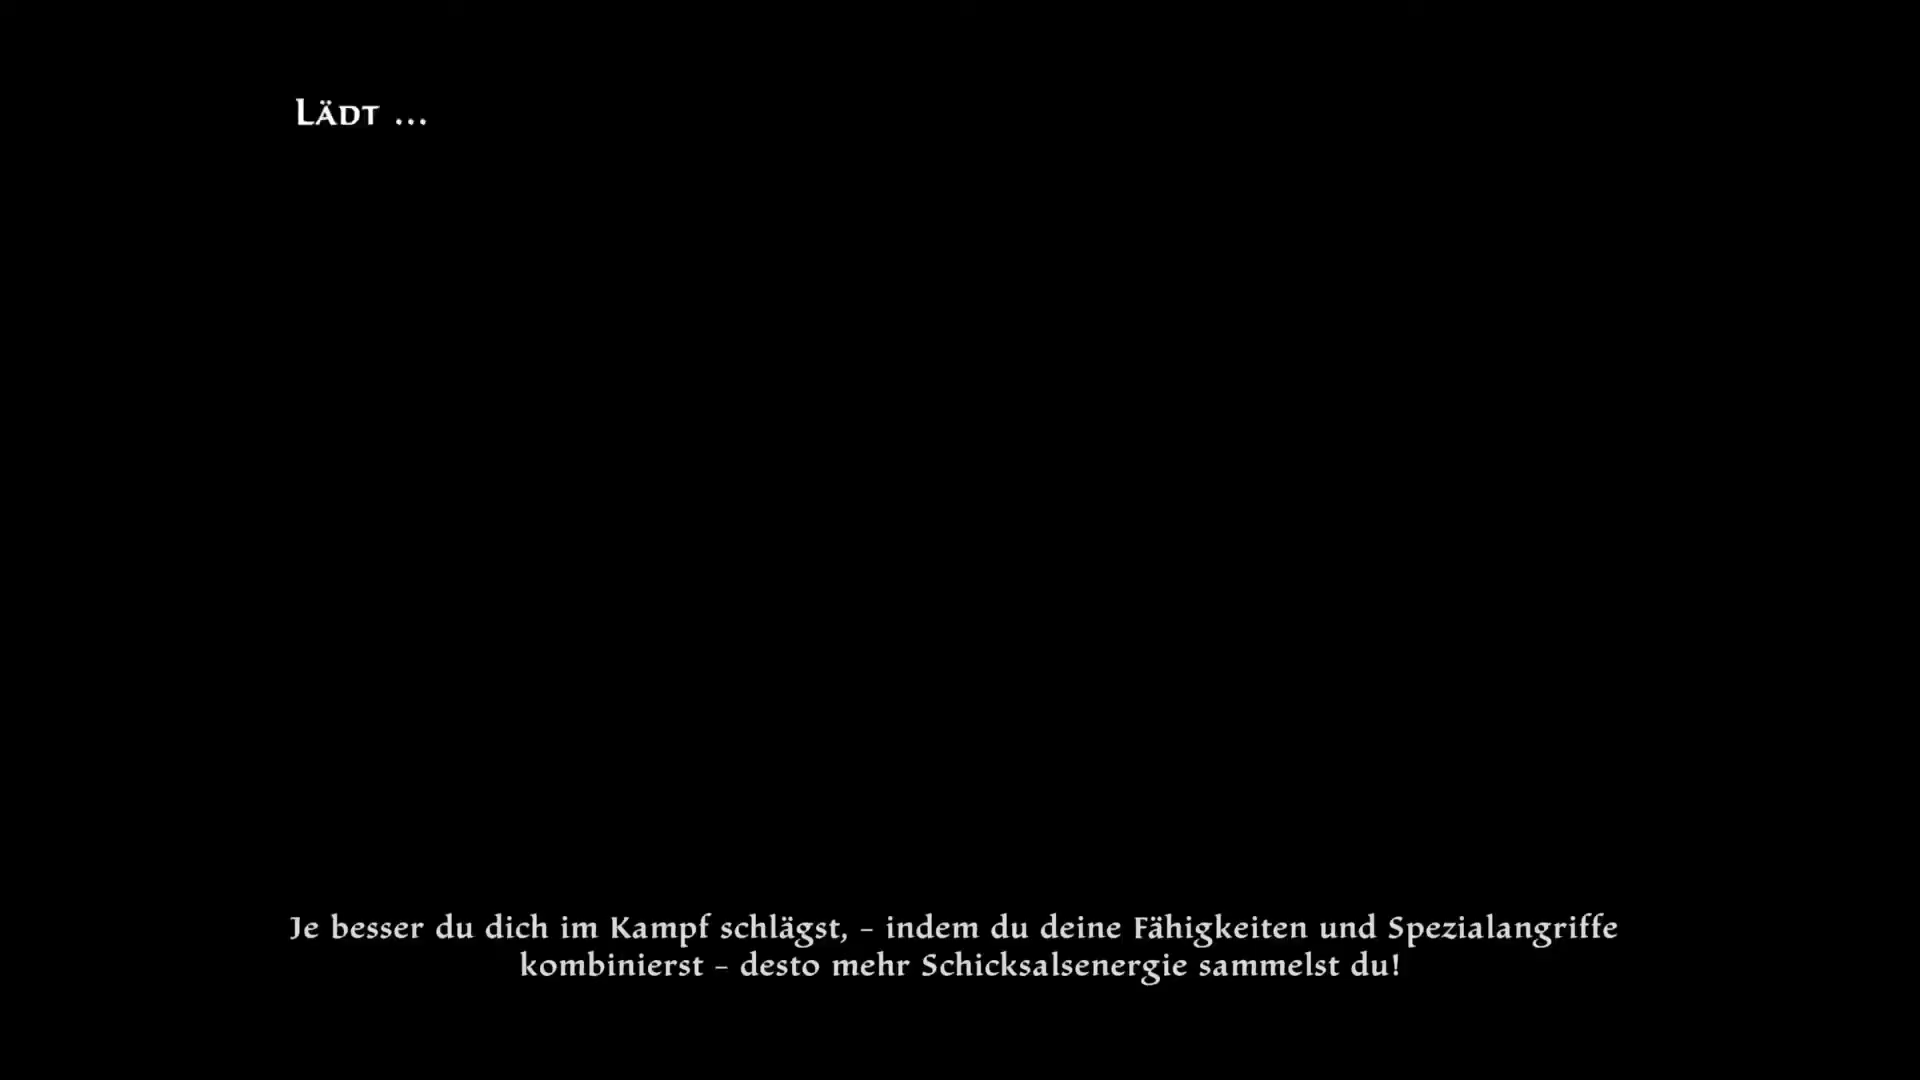 Lädt ...
Je besser du dich im Kampf schlägst, – indem du deine Fähigkeiten und Spezialangriffe
kombinierst – desto mehr Schicksalsenergie sammelst du!